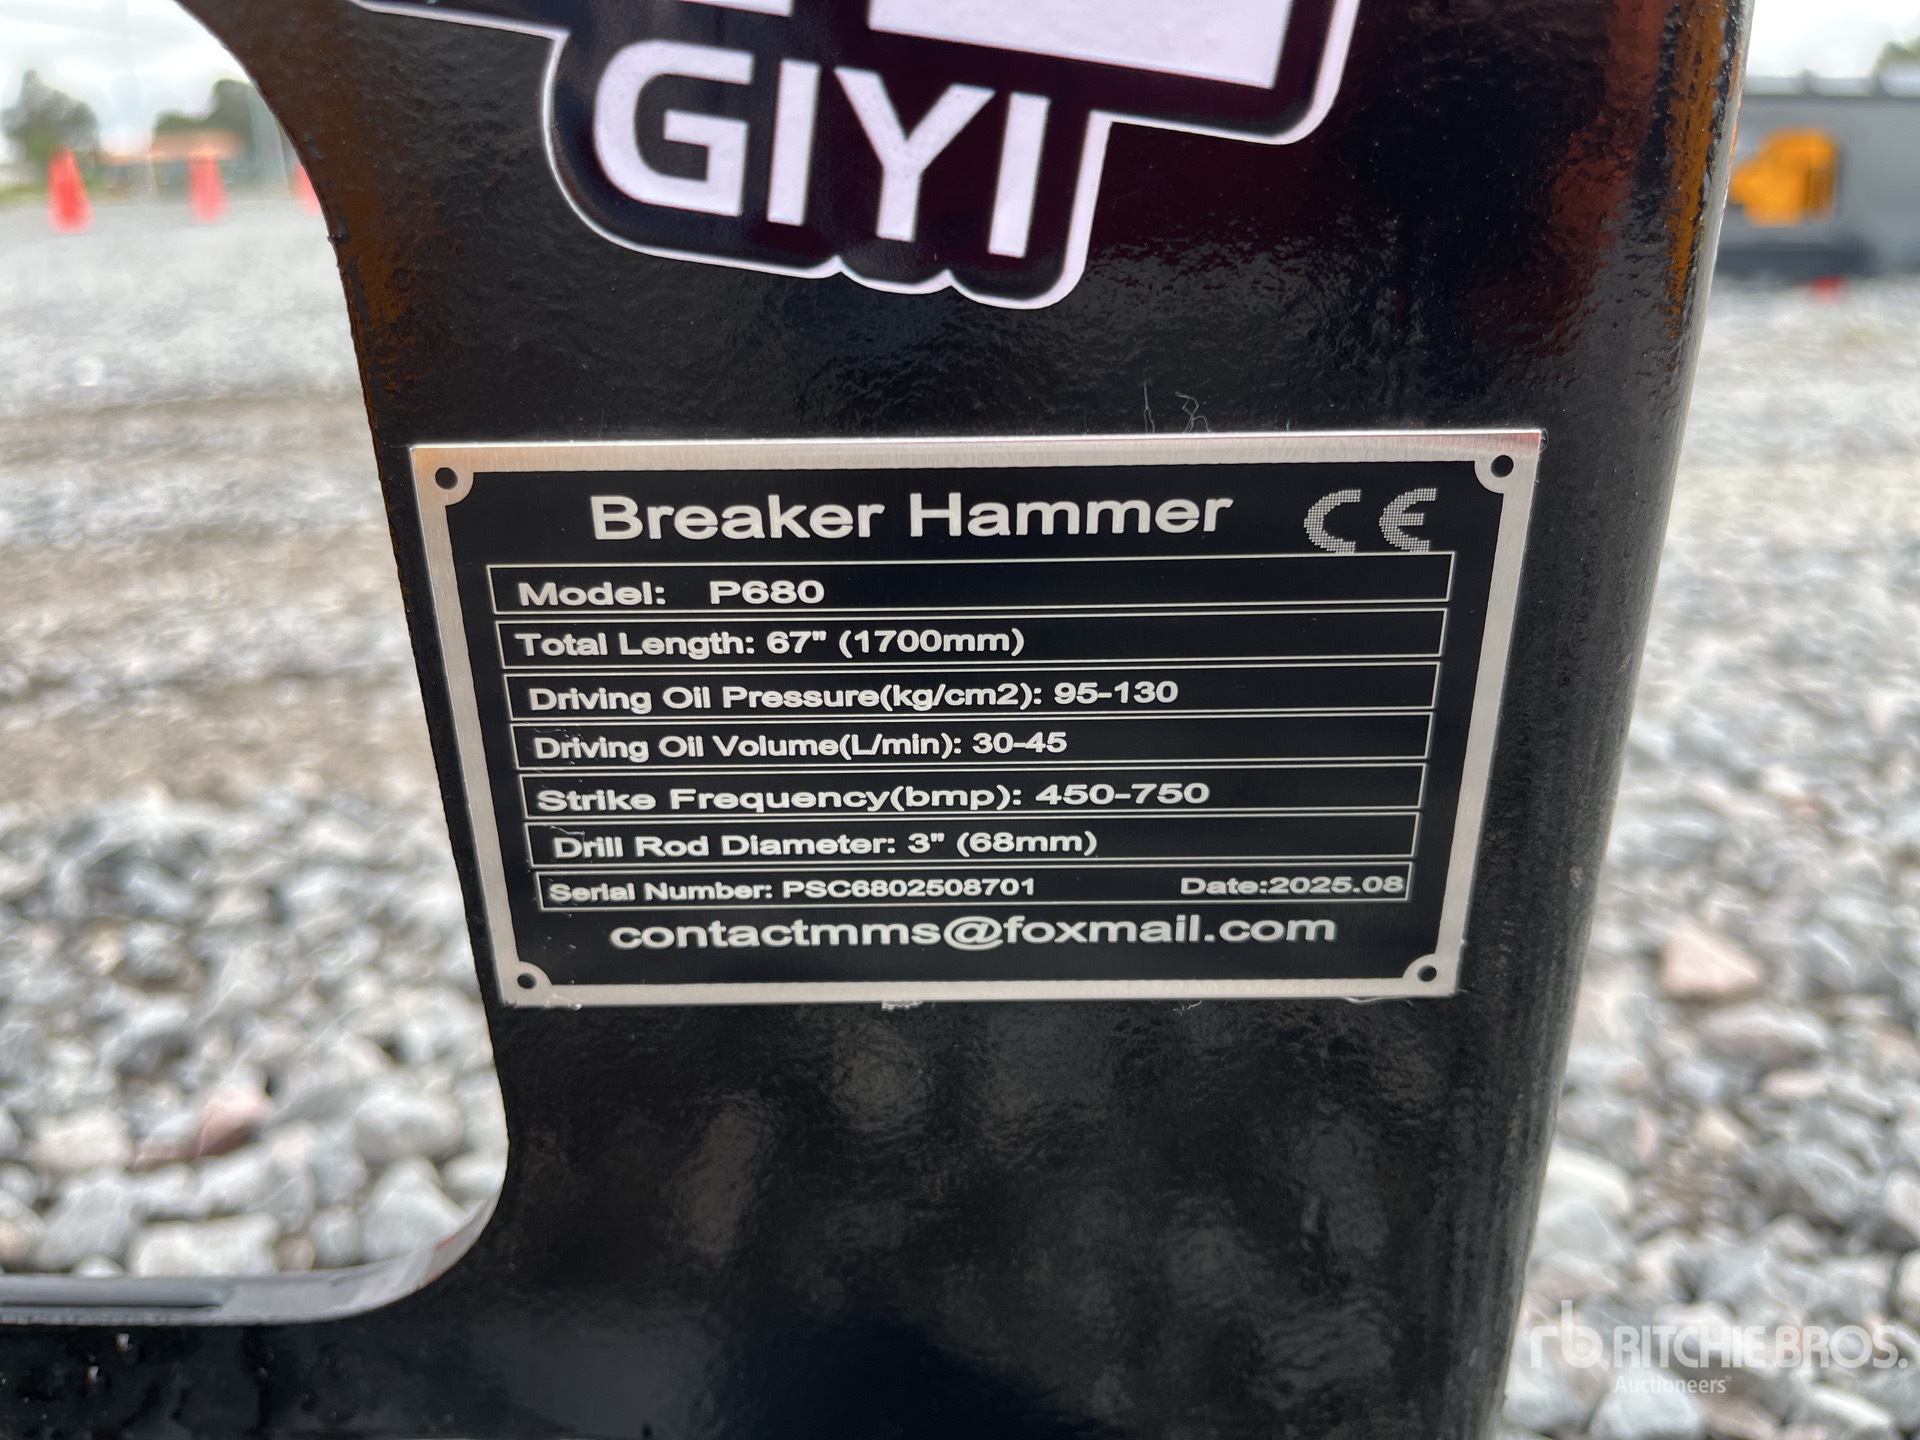 GIYI
Breaker Hammer CE
Model: P680
Total Length: 67" (1700mm)
Driving Oil Pressure(kg/cm2): 95-130
Driving Oil Volume(L/min): 30-45
Strike Frequency(bmp): 450-750
Drill Rod Diameter: 3" (68mm)
Serial Number: PSC6802508701 Date:2025.08
contactmms@foxmail.com
rb RITCHIE BROS.
Auctioneers